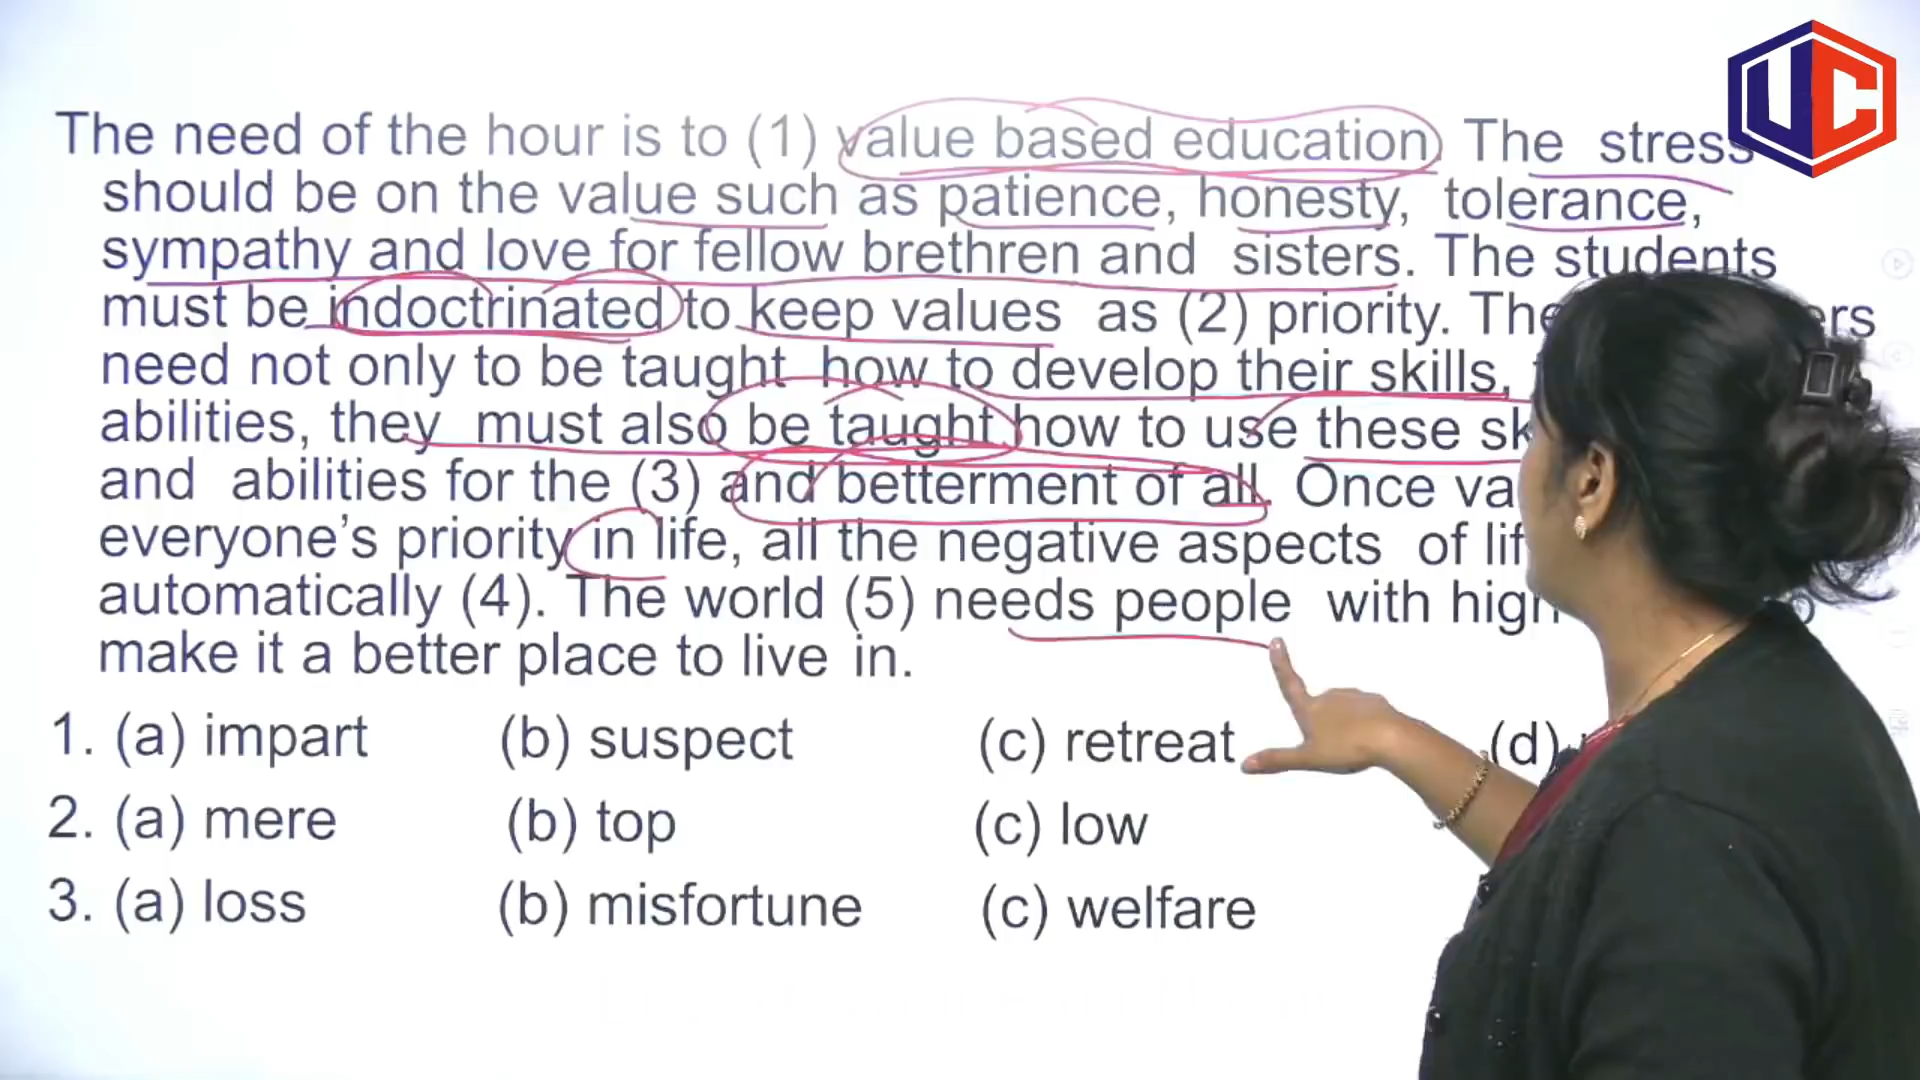 UC
The need of the hour is to (1) value based education. The stress
should be on the value such as patience, honesty, tolerance,
sympathy and love for fellow brethren and sisters. The students
must be indoctrinated to keep values as (2) priority. The
need not only to be taught how to develop their skills,
abilities, they must also be taught how to use these
and abilities for the (3) and betterment of all. Once
everyone’s priority in life, all the negative aspects of
automatically (4). The world (5) needs people with
make it a better place to live in.
1. (a) impart (b) suspect (c) retreat (d)
2. (a) mere (b) top (c) low
3. (a) loss (b) misfortune (c) welfare